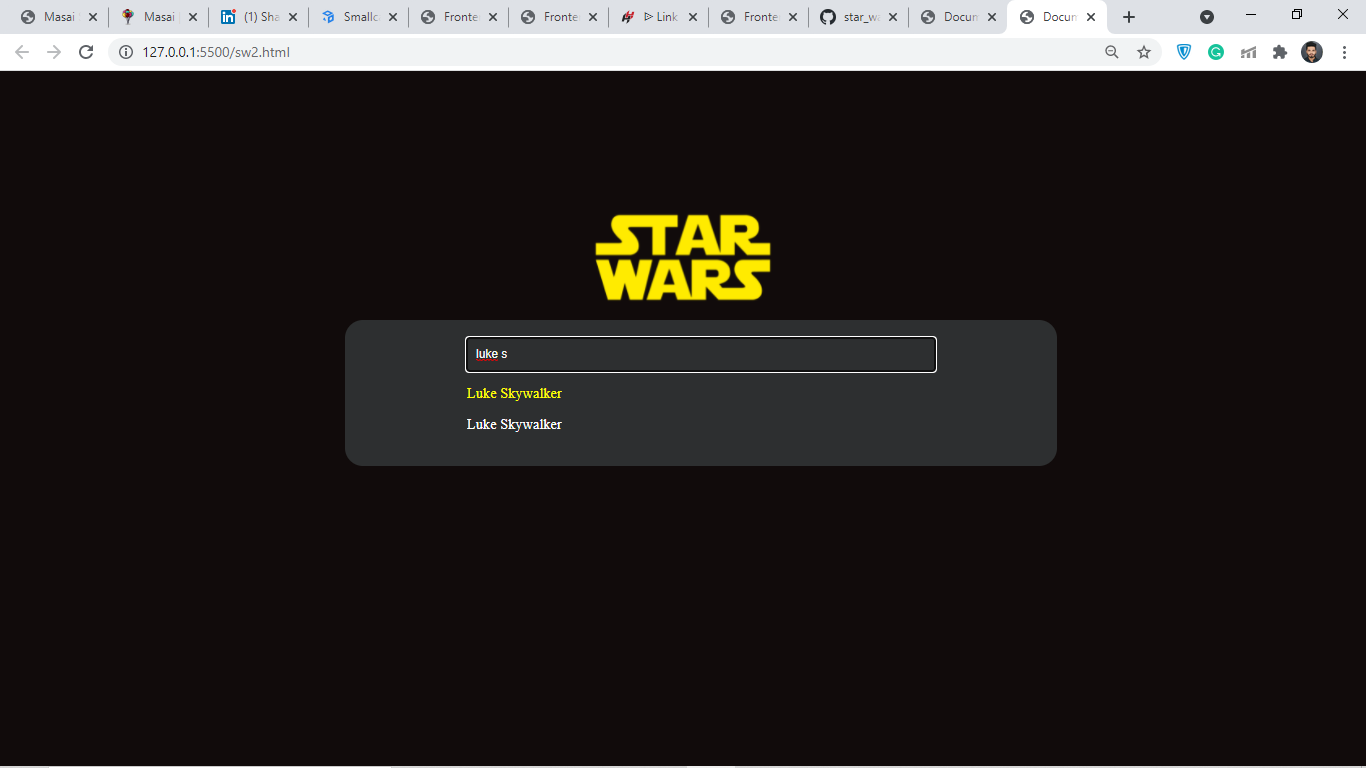 Masai
Masai
(1) Sha
Smallc
Fronte
Fronte
Link
Fronte
star_wa
Docum
Docum
127.0.0.1:5500/sw2.html
STAR
WARS
luke s
Luke Skywalker
Luke Skywalker